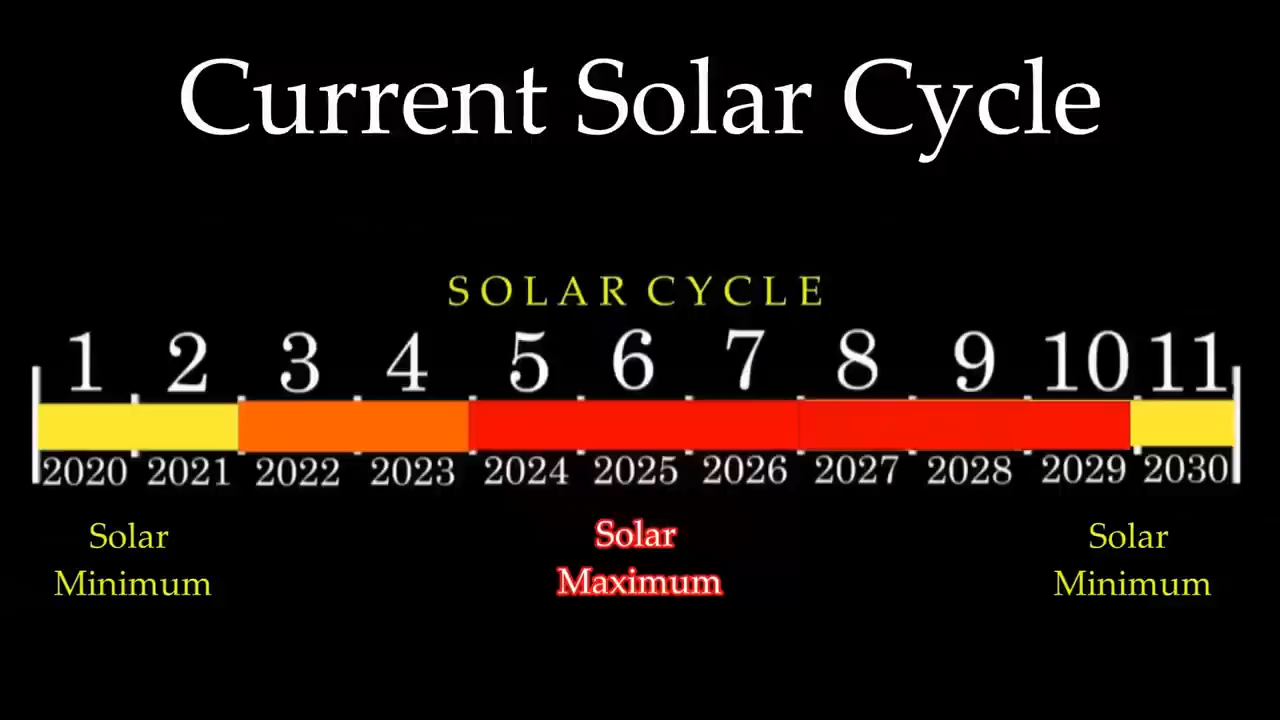 Current Solar Cycle
SOLAR CYCLE
1 2 3 4 5 6 7 8 9 10 11
2020 2021 2022 2023 2024 2025 2026 2027 2028 2029 2030
Solar Minimum
Solar Maximum
Solar Minimum